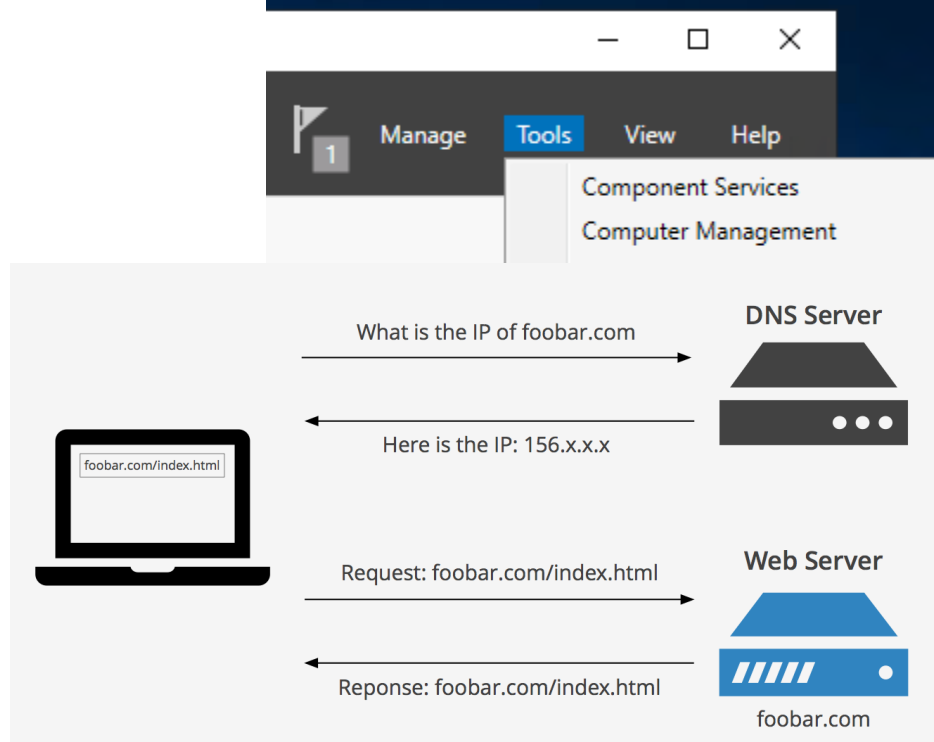 1 Manage Tools View Help
Component Services
Computer Management
DNS Server
What is the IP of foobar.com
Here is the IP: 156.x.x.x
foobar.com/index.html
Web Server
Request: foobar.com/index.html
Reponse: foobar.com/index.html
foobar.com